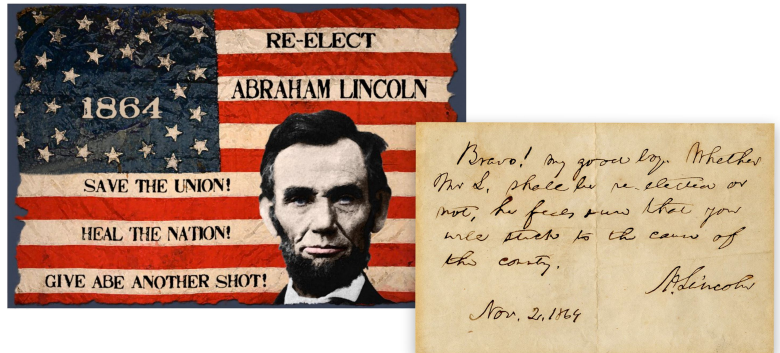 RE-ELECT
ABRAHAM LINCOLN
1864
SAVE THE UNION!
HEAL THE NATION!
GIVE ABE ANOTHER SHOT!
Bravo! my good boy. Whether
Mr L. shall be re-elected or
not, he feels sure that you
will stick to the cause of
the country.
A. Lincoln
Nov. 2, 1864